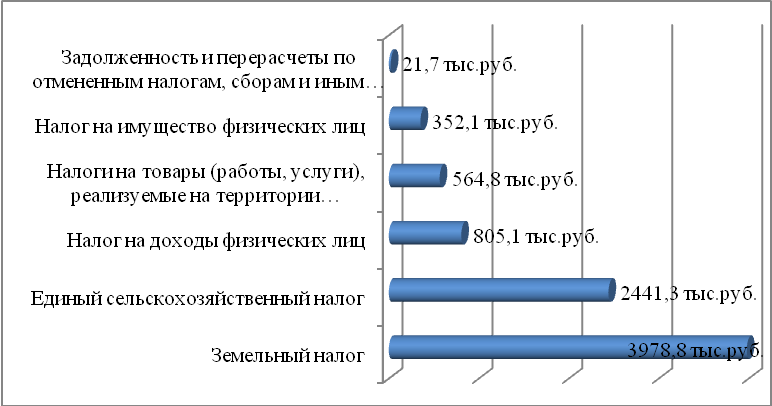 Задолженность и перерасчеты по
отмененным налогам, сборам и иным…
21,7 тыс.руб.
Налог на имущество физических лиц
352,1 тыс.руб.
Налоги на товары (работы, услуги),
реализуемые на территории…
564,8 тыс.руб.
Налог на доходы физических лиц
805,1 тыс.руб.
Единый сельскохозяйственный налог
2441,3 тыс.руб.
Земельный налог
3978,8 тыс.руб.